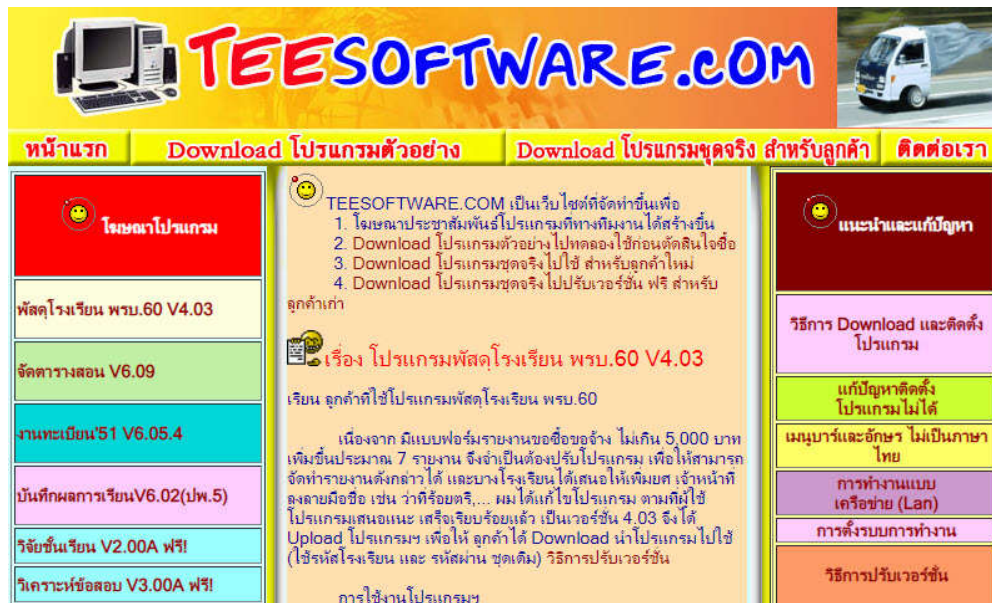 TEESOFTWARE.COM
หน้าแรก
Download โปรแกรมตัวอย่าง
Download โปรแกรมชุดจริง สำหรับลูกค้า
ติดต่อเรา
โฆษณาโปรแกรม
พัสดุโรงเรียน พรบ.60 V4.03
จัดตารางสอน V6.09
งานทะเบียน'51 V6.05.4
บันทึกผลการเรียนV6.02(ปพ.5)
วิจัยชั้นเรียน V2.00A ฟรี!
วิเคราะห์ข้อสอบ V3.00A ฟรี!
TEESOFTWARE.COM เป็นเว็บไซต์ที่จัดทำขึ้นเพื่อ
1. โฆษณาประชาสัมพันธ์โปรแกรมที่ทางทีมงานได้สร้างขึ้น
2. Download โปรแกรมตัวอย่างไปทดลองใช้ก่อนตัดสินใจซื้อ
3. Download โปรแกรมชุดจริงไปใช้ สำหรับลูกค้าใหม่
4. Download โปรแกรมชุดจริงไปปรับเวอร์ชั่น ฟรี สำหรับ
ลูกค้าเก่า
เรื่อง โปรแกรมพัสดุโรงเรียน พรบ.60 V4.03
เรียน ลูกค้าที่ใช้โปรแกรมพัสดุโรงเรียน พรบ.60
เนื่องจาก มีแบบฟอร์มรายงานขอซื้อขอจ้าง ไม่เกิน 5,000 บาท
เพิ่มขึ้นประมาณ 7 รายงาน จึงจำเป็นต้องปรับโปรแกรม เพื่อให้สามารถ
จัดทำรายงานดังกล่าวได้ และบางโรงเรียนได้เสนอให้เพิ่มยศ เจ้าหน้าที่
ลงลายมือชื่อ เช่น ว่าที่ร้อยตรี,... ผมได้แก้ไขโปรแกรม ตามที่ผู้ใช้
โปรแกรมเสนอแนะ เสร็จเรียบร้อยแล้ว เป็นเวอร์ชั่น 4.03 จึงได้
Upload โปรแกรมฯ เพื่อให้ ลูกค้าได้ Download นำโปรแกรมไปใช้
(ใช้รหัสโรงเรียน และ รหัสผ่าน ชุดเดิม) วิธีการปรับเวอร์ชั่น
การใช้งานโปรแกรมฯ
แนะนำและแก้ปัญหา
วิธีการ Download และติดตั้ง
โปรแกรม
แก้ปัญหาติดตั้ง
โปรแกรมไม่ได้
เมนูบาร์และอักษร ไม่เป็นภาษา
ไทย
การทำงานแบบ
เครือข่าย (Lan)
การตั้งระบบการทำงาน
วิธีการปรับเวอร์ชั่น